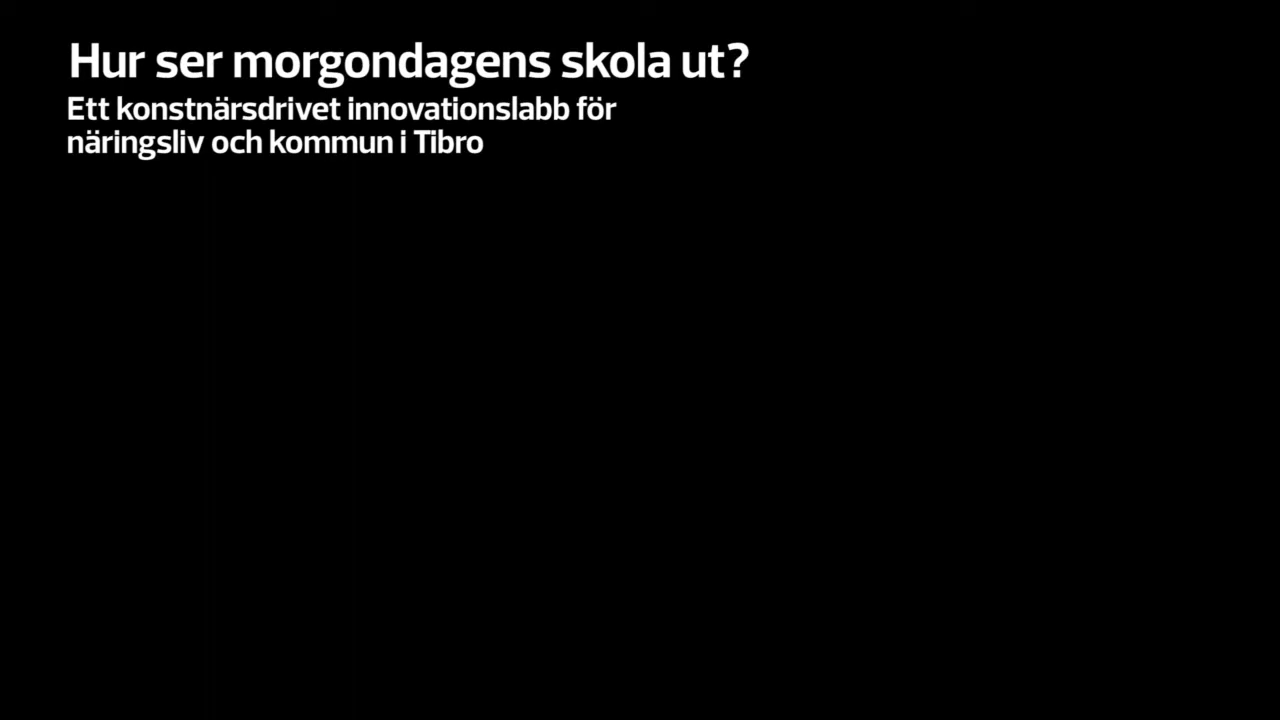 Hur ser morgondagens skola ut?
Ett konstnärsdrivet innovationslabb för
näringsliv och kommun i Tibro